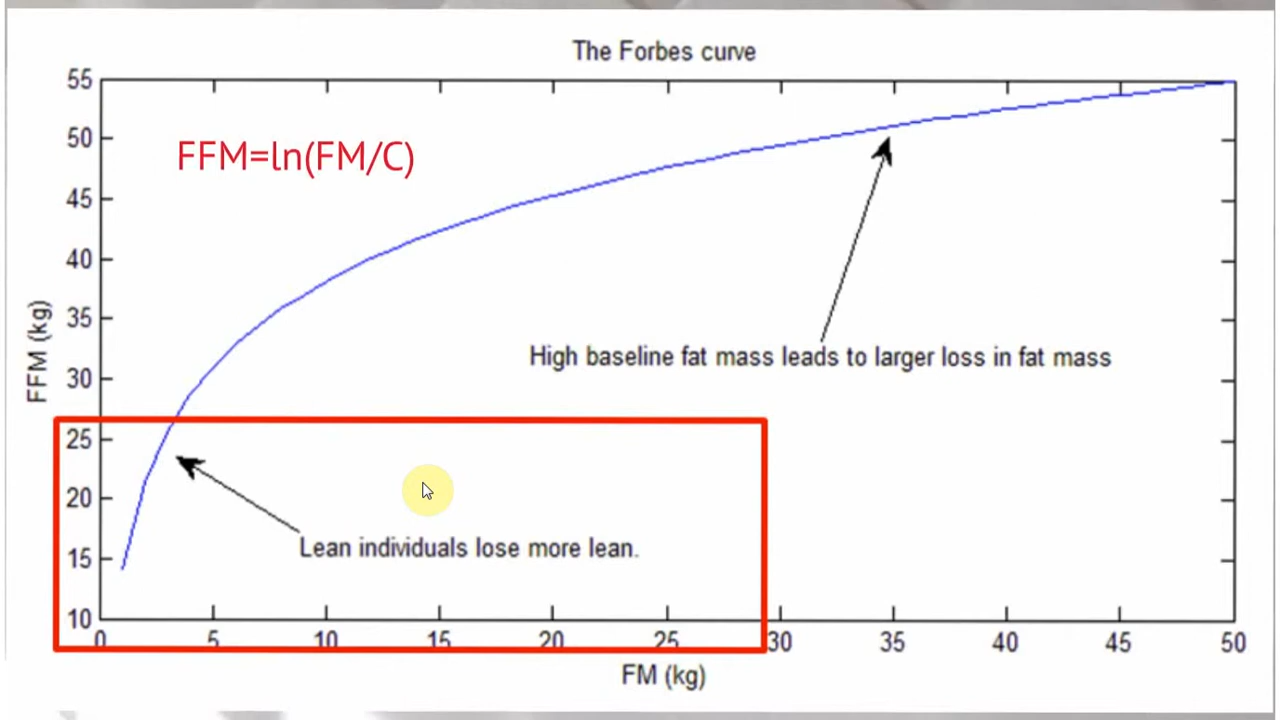 The Forbes curve
FFM=ln(FM/C)
55
50
45
40
35
30
25
20
15
10
FFM (kg)
High baseline fat mass leads to larger loss in fat mass
Lean individuals lose more lean.
0 5 10 15 20 25 30 35 40 45 50
FM (kg)